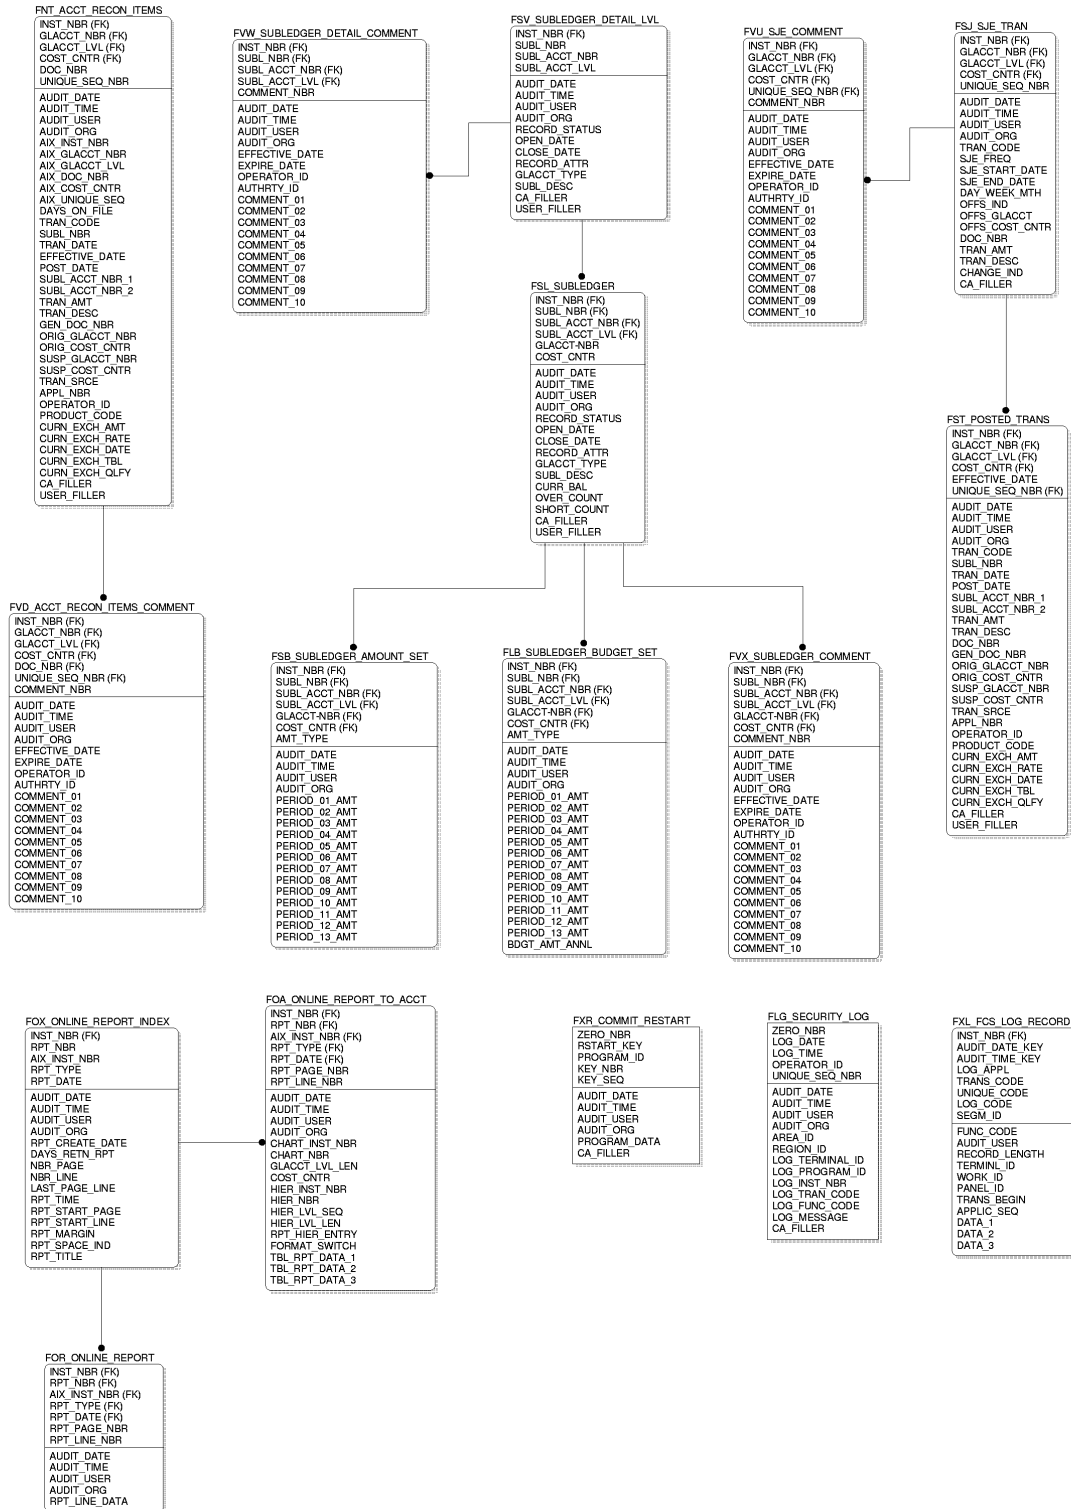 FNT_ACCT_RECON_ITEMS
INST_NBR (FK)
GLACCT_NBR (FK)
GLACCT_LVL (FK)
COST_CNTR (FK)
DOC_NBR
UNIQUE_SEQ_NBR
AUDIT_DATE
AUDIT_TIME
AUDIT_USER
AUDIT_ORG
AIX_INST_NBR
AIX_GLACCT_NBR
AIX_GLACCT_LVL
AIX_DOC_NBR
AIX_COST_CNTR
AIX_UNIQUE_SEQ
DAYS_ON_FILE
TRAN_CODE
SUBL_NBR
TRAN_DATE
EFFECTIVE_DATE
POST_DATE
SUBL_ACCT_NBR_1
SUBL_ACCT_NBR_2
TRAN_AMT
TRAN_DESC
GEN_DOC_NBR
ORIG_GLACCT_NBR
ORIG_COST_CNTR
SUSP_GLACCT_NBR
SUSP_COST_CNTR
TRAN_SRCE
APPL_NBR
OPERATOR_ID
PRODUCT_CODE
CURN_EXCH_AMT
CURN_EXCH_RATE
CURN_EXCH_DATE
CURN_EXCH_TBL
CURN_EXCH_QLFY
CA_FILLER
USER_FILLER
FVW_SUBLEDGER_DETAIL_COMMENT
INST_NBR (FK)
SUBL_NBR (FK)
SUBL_ACCT_NBR (FK)
SUBL_ACCT_LVL (FK)
COMMENT_NBR
AUDIT_DATE
AUDIT_TIME
AUDIT_USER
AUDIT_ORG
EFFECTIVE_DATE
EXPIRE_DATE
OPERATOR_ID
AUTHRTY_ID
COMMENT_01
COMMENT_02
COMMENT_03
COMMENT_04
COMMENT_05
COMMENT_06
COMMENT_07
COMMENT_08
COMMENT_09
COMMENT_10
FSV_SUBLEDGER_DETAIL_LVL
INST_NBR (FK)
SUBL_NBR
SUBL_ACCT_NBR
SUBL_ACCT_LVL
AUDIT_DATE
AUDIT_TIME
AUDIT_USER
AUDIT_ORG
RECORD_STATUS
OPEN_DATE
CLOSE_DATE
RECORD_ATTR
GLACCT_TYPE
SUBL_DESC
CA_FILLER
USER_FILLER
FVU_SJE_COMMENT
INST_NBR (FK)
GLACCT_NBR (FK)
GLACCT_LVL (FK)
COST_CNTR (FK)
UNIQUE_SEQ_NBR (FK)
COMMENT_NBR
AUDIT_DATE
AUDIT_TIME
AUDIT_USER
AUDIT_ORG
EFFECTIVE_DATE
EXPIRE_DATE
OPERATOR_ID
AUTHRTY_ID
COMMENT_01
COMMENT_02
COMMENT_03
COMMENT_04
COMMENT_05
COMMENT_06
COMMENT_07
COMMENT_08
COMMENT_09
COMMENT_10
FSJ_SJE_TRAN
INST_NBR (FK)
GLACCT_NBR (FK)
GLACCT_LVL (FK)
COST_CNTR (FK)
UNIQUE_SEQ_NBR
AUDIT_DATE
AUDIT_TIME
AUDIT_USER
AUDIT_ORG
TRAN_CODE
SJE_FREQ
SJE_START_DATE
SJE_END_DATE
DAY_WEEK_MTH
OFFS_IND
OFFS_GLACCT
OFFS_COST_CNTR
DOC_NBR
TRAN_AMT
TRAN_DESC
CHANGE_IND
CA_FILLER
FSL_SUBLEDGER
INST_NBR (FK)
SUBL_NBR (FK)
SUBL_ACCT_NBR (FK)
SUBL_ACCT_LVL (FK)
GLACCT-NBR
COST_CNTR
AUDIT_DATE
AUDIT_TIME
AUDIT_USER
AUDIT_ORG
RECORD_STATUS
OPEN_DATE
CLOSE_DATE
RECORD_ATTR
GLACCT_TYPE
SUBL_DESC
CURR_BAL
OVER_COUNT
SHORT_COUNT
CA_FILLER
USER_FILLER
FST_POSTED_TRANS
INST_NBR (FK)
GLACCT_NBR (FK)
GLACCT_LVL (FK)
COST_CNTR (FK)
EFFECTIVE_DATE
UNIQUE_SEQ_NBR (FK)
AUDIT_DATE
AUDIT_TIME
AUDIT_USER
AUDIT_ORG
TRAN_CODE
SUBL_NBR
TRAN_DATE
POST_DATE
SUBL_ACCT_NBR_1
SUBL_ACCT_NBR_2
TRAN_AMT
TRAN_DESC
DOC_NBR
GEN_DOC_NBR
ORIG_GLACCT_NBR
ORIG_COST_CNTR
SUSP_GLACCT_NBR
SUSP_COST_CNTR
TRAN_SRCE
APPL_NBR
OPERATOR_ID
PRODUCT_CODE
CURN_EXCH_AMT
CURN_EXCH_RATE
CURN_EXCH_DATE
CURN_EXCH_TBL
CURN_EXCH_QLFY
CA_FILLER
USER_FILLER
FVD_ACCT_RECON_ITEMS_COMMENT
INST_NBR (FK)
GLACCT_NBR (FK)
GLACCT_LVL (FK)
COST_CNTR (FK)
DOC_NBR (FK)
UNIQUE_SEQ_NBR (FK)
COMMENT_NBR
AUDIT_DATE
AUDIT_TIME
AUDIT_USER
AUDIT_ORG
EFFECTIVE_DATE
EXPIRE_DATE
OPERATOR_ID
AUTHRTY_ID
COMMENT_01
COMMENT_02
COMMENT_03
COMMENT_04
COMMENT_05
COMMENT_06
COMMENT_07
COMMENT_08
COMMENT_09
COMMENT_10
FSB_SUBLEDGER_AMOUNT_SET
INST_NBR (FK)
SUBL_NBR (FK)
SUBL_ACCT_NBR (FK)
SUBL_ACCT_LVL (FK)
GLACCT-NBR (FK)
COST_CNTR (FK)
AMT_TYPE
AUDIT_DATE
AUDIT_TIME
AUDIT_USER
AUDIT_ORG
PERIOD_01_AMT
PERIOD_02_AMT
PERIOD_03_AMT
PERIOD_04_AMT
PERIOD_05_AMT
PERIOD_06_AMT
PERIOD_07_AMT
PERIOD_08_AMT
PERIOD_09_AMT
PERIOD_10_AMT
PERIOD_11_AMT
PERIOD_12_AMT
PERIOD_13_AMT
FLB_SUBLEDGER_BUDGET_SET
INST_NBR (FK)
SUBL_NBR (FK)
SUBL_ACCT_NBR (FK)
SUBL_ACCT_LVL (FK)
GLACCT-NBR (FK)
COST_CNTR (FK)
AMT_TYPE
AUDIT_DATE
AUDIT_TIME
AUDIT_USER
AUDIT_ORG
PERIOD_01_AMT
PERIOD_02_AMT
PERIOD_03_AMT
PERIOD_04_AMT
PERIOD_05_AMT
PERIOD_06_AMT
PERIOD_07_AMT
PERIOD_08_AMT
PERIOD_09_AMT
PERIOD_10_AMT
PERIOD_11_AMT
PERIOD_12_AMT
PERIOD_13_AMT
BDGT_AMT_ANNL
FVX_SUBLEDGER_COMMENT
INST_NBR (FK)
SUBL_NBR (FK)
SUBL_ACCT_NBR (FK)
SUBL_ACCT_LVL (FK)
GLACCT-NBR (FK)
COST_CNTR (FK)
COMMENT_NBR
AUDIT_DATE
AUDIT_TIME
AUDIT_USER
AUDIT_ORG
EFFECTIVE_DATE
EXPIRE_DATE
OPERATOR_ID
AUTHRTY_ID
COMMENT_01
COMMENT_02
COMMENT_03
COMMENT_04
COMMENT_05
COMMENT_06
COMMENT_07
COMMENT_08
COMMENT_09
COMMENT_10
FOX_ONLINE_REPORT_INDEX
INST_NBR (FK)
RPT_NBR
AIX_INST_NBR
RPT_TYPE
RPT_DATE
AUDIT_DATE
AUDIT_TIME
AUDIT_USER
AUDIT_ORG
RPT_CREATE_DATE
DAYS_RETN_RPT
NBR_PAGE
NBR_LINE
LAST_PAGE_LINE
RPT_TIME
RPT_START_PAGE
RPT_START_LINE
RPT_MARGIN
RPT_SPACE_IND
RPT_TITLE
FOA_ONLINE_REPORT_TO_ACCT
INST_NBR (FK)
RPT_NBR (FK)
AIX_INST_NBR (FK)
RPT_TYPE (FK)
RPT_DATE (FK)
RPT_PAGE_NBR
RPT_LINE_NBR
AUDIT_DATE
AUDIT_TIME
AUDIT_USER
AUDIT_ORG
CHART_INST_NBR
CHART_NBR
GLACCT_LVL_LEN
COST_CNTR
HIER_INST_NBR
HIER_NBR
HIER_LVL_SEQ
HIER_LVL_LEN
RPT_HIER_ENTRY
FORMAT_SWITCH
TBL_RPT_DATA_1
TBL_RPT_DATA_2
TBL_RPT_DATA_3
FXR_COMMIT_RESTART
ZERO_NBR
RSTART_KEY
PROGRAM_ID
KEY_NBR
KEY_SEQ
AUDIT_DATE
AUDIT_TIME
AUDIT_USER
AUDIT_ORG
PROGRAM_DATA
CA_FILLER
FLG_SECURITY_LOG
ZERO_NBR
LOG_DATE
LOG_TIME
OPERATOR_ID
UNIQUE_SEQ_NBR
AUDIT_DATE
AUDIT_TIME
AUDIT_USER
AUDIT_ORG
AREA_ID
REGION_ID
LOG_TERMINAL_ID
LOG_PROGRAM_ID
LOG_INST_NBR
LOG_TRAN_CODE
LOG_FUNC_CODE
LOG_MESSAGE
CA_FILLER
FXL_FCS_LOG_RECORD
INST_NBR (FK)
AUDIT_DATE_KEY
AUDIT_TIME_KEY
LOG_APPL
TRANS_CODE
UNIQUE_CODE
LOG_CODE
SEGM_ID
FUNC_CODE
AUDIT_USER
RECORD_LENGTH
TERMINL_ID
WORK_ID
PANEL_ID
TRANS_BEGIN
APPLIC_SEQ
DATA_1
DATA_2
DATA_3
FOR_ONLINE_REPORT
INST_NBR (FK)
RPT_NBR (FK)
AIX_INST_NBR (FK)
RPT_TYPE (FK)
RPT_DATE (FK)
RPT_PAGE_NBR
RPT_LINE_NBR
AUDIT_DATE
AUDIT_TIME
AUDIT_USER
AUDIT_ORG
RPT_LINE_DATA